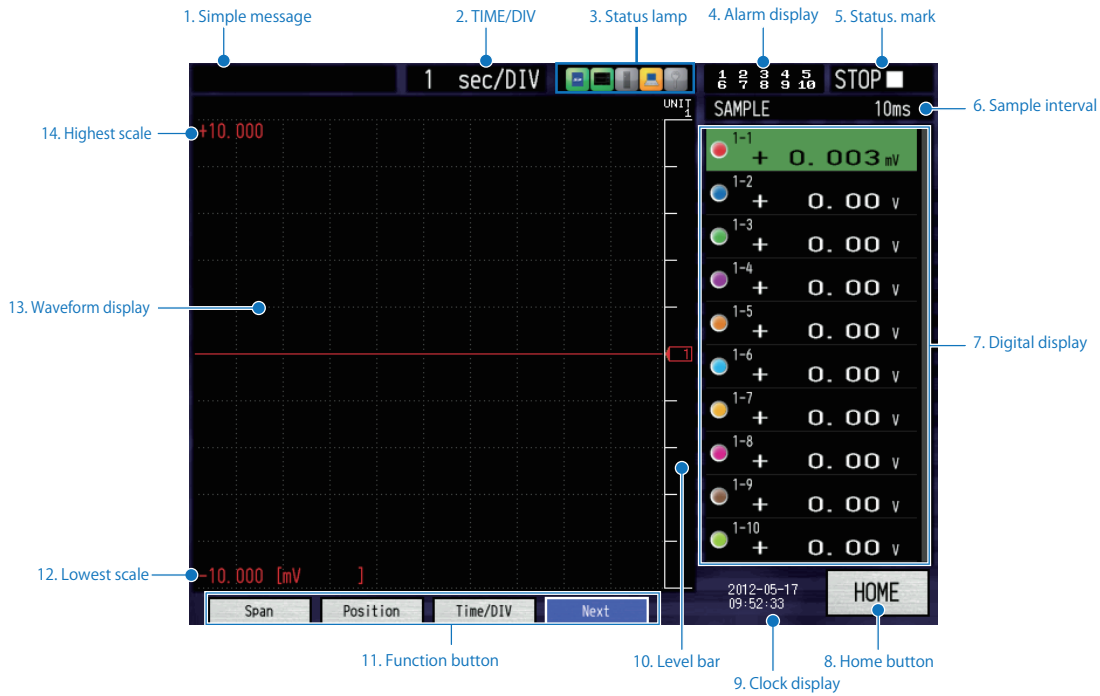 1. Simple message
2. TIME/DIV
3. Status lamp
4. Alarm display
5. Status. mark
1 sec/DIV
1 2 3 4 5
6 7 8 9 10
STOP
UNIT
1
SAMPLE 10ms
6. Sample interval
14. Highest scale
+10.000
1-1
+ 0.003 mV
1-2
+ 0.00 V
1-3
+ 0.00 V
1-4
+ 0.00 V
13. Waveform display
1-5
+ 0.00 V
7. Digital display
1
1-6
+ 0.00 V
1-7
+ 0.00 V
1-8
+ 0.00 V
1-9
+ 0.00 V
1-10
+ 0.00 V
12. Lowest scale
-10.000 [mV ]
Span
Position
Time/DIV
Next
2012-05-17
09:52:33
HOME
11. Function button
10. Level bar
8. Home button
9. Clock display